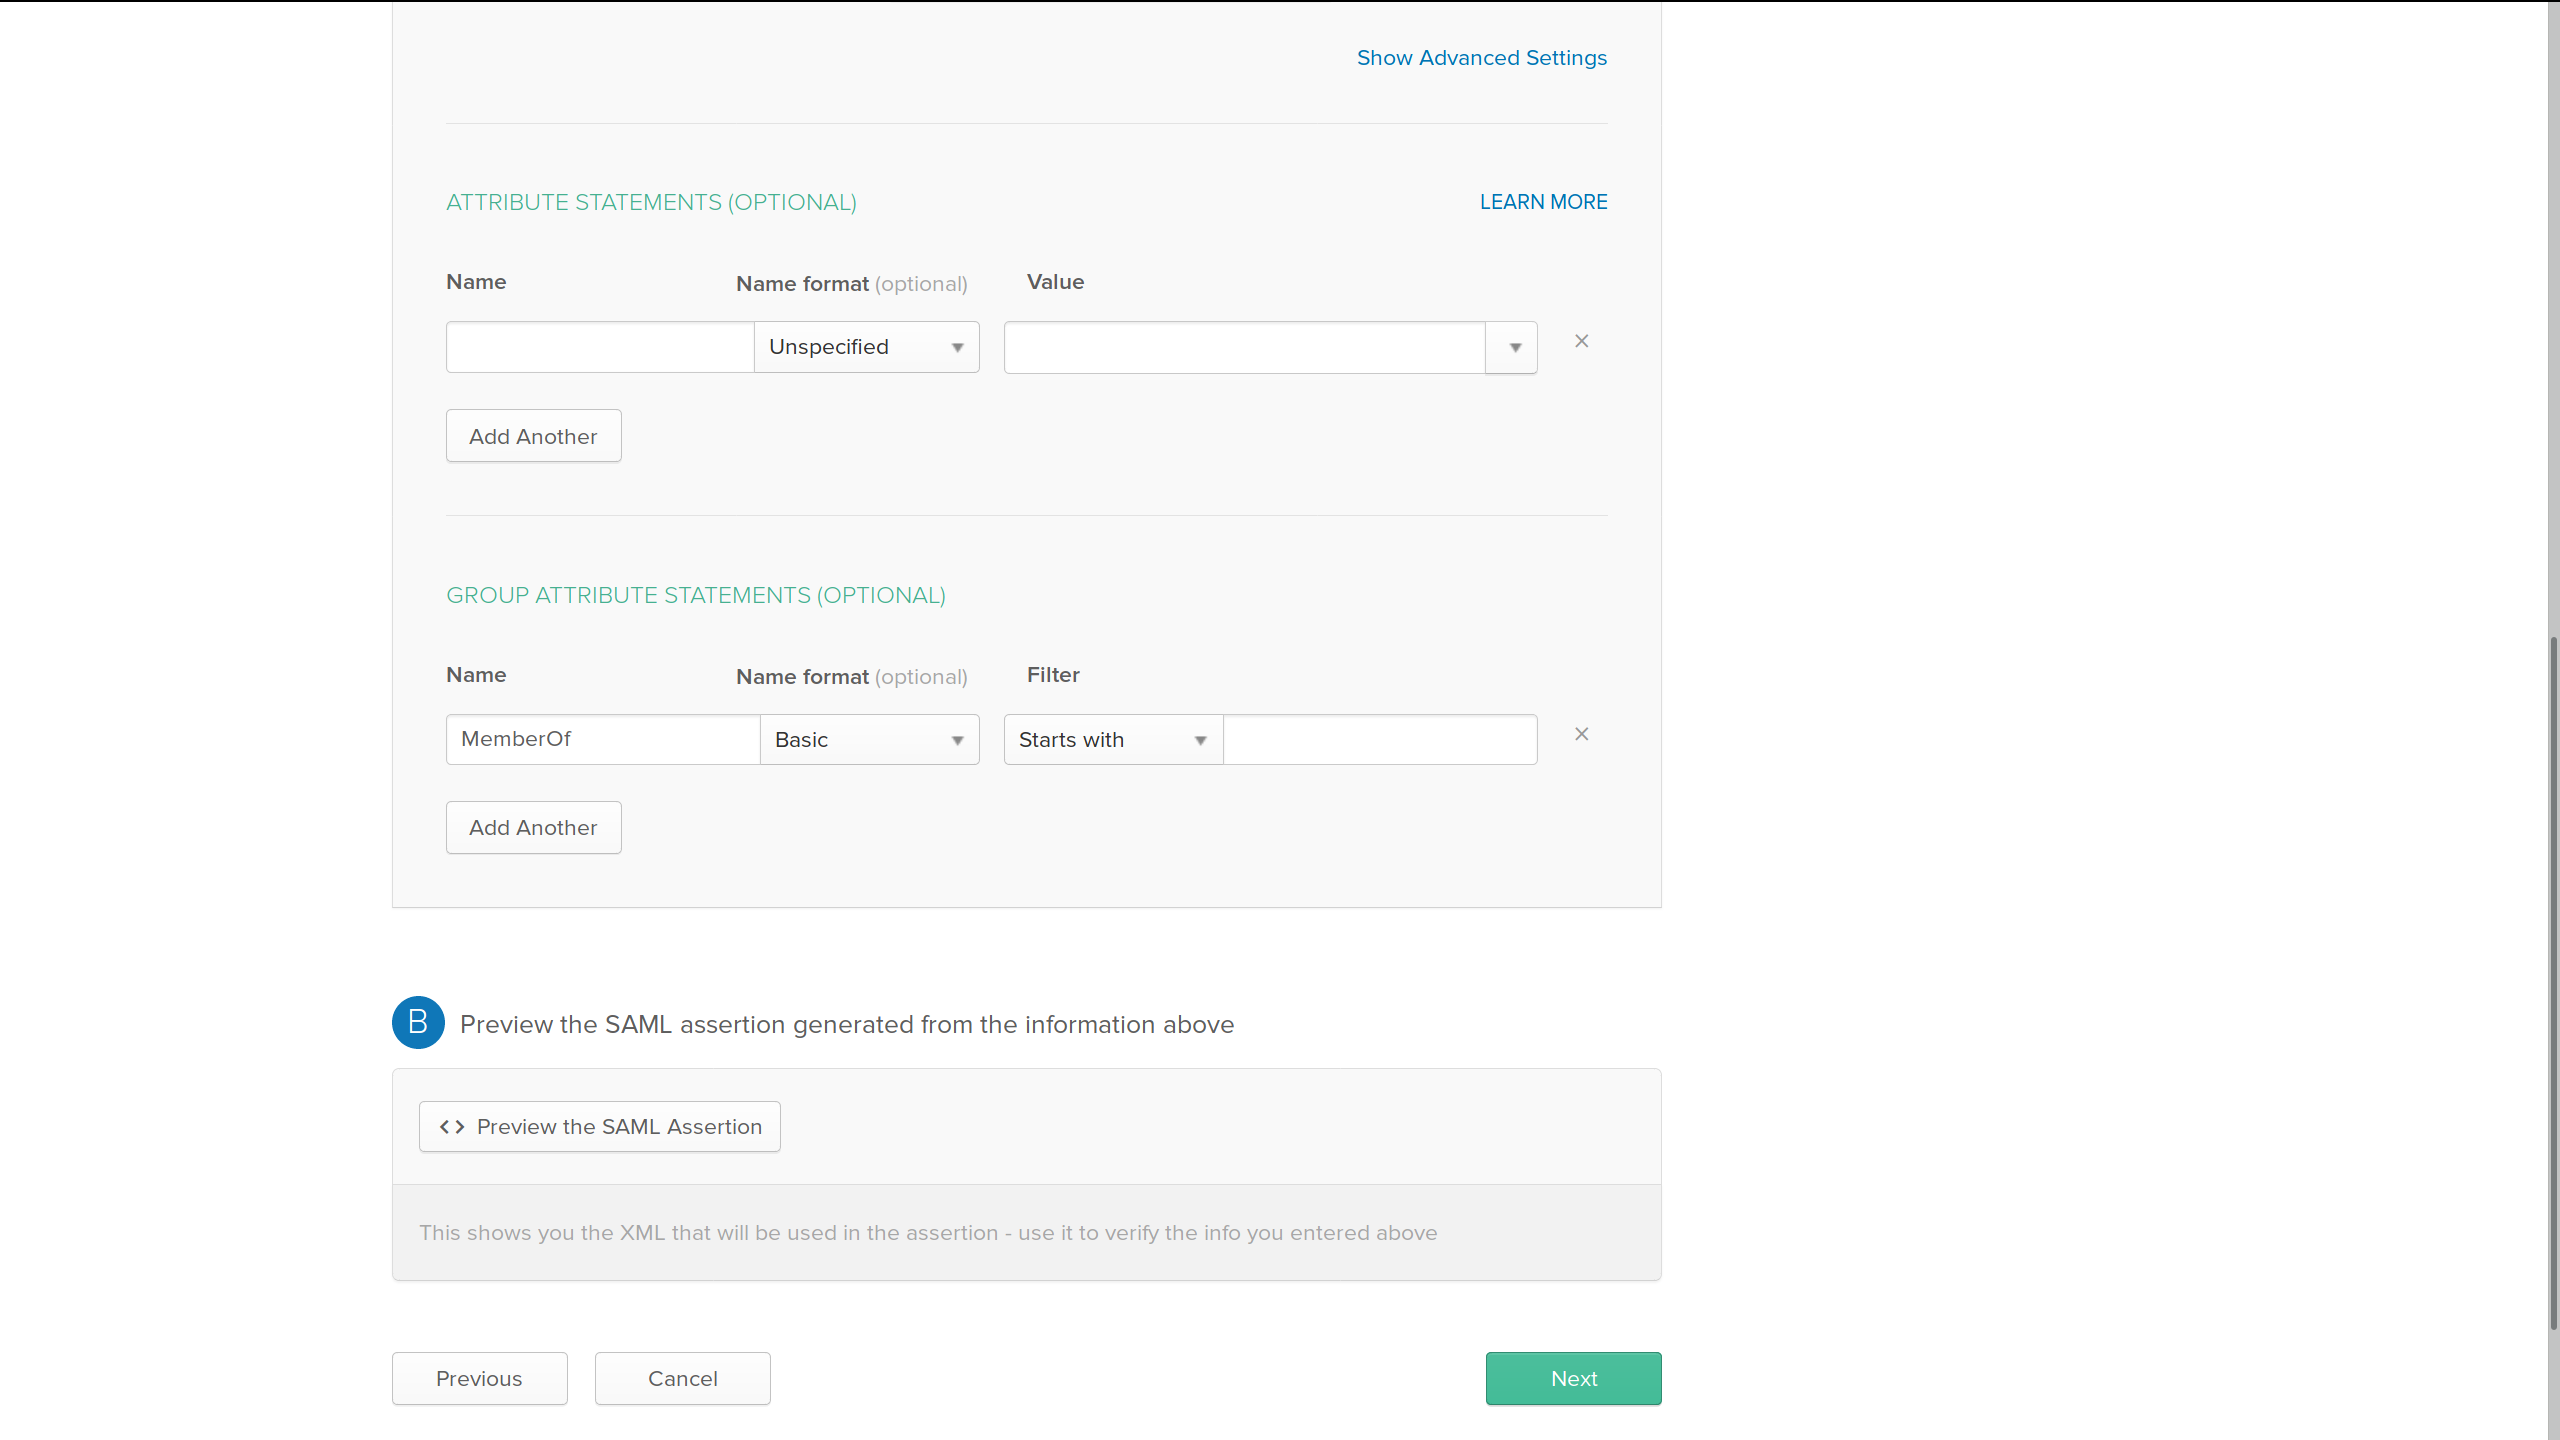 Show Advanced Settings
ATTRIBUTE STATEMENTS (OPTIONAL) LEARN MORE
Name Name format (optional) Value
Unspecified
Add Another
GROUP ATTRIBUTE STATEMENTS (OPTIONAL)
Name Name format (optional) Filter
MemberOf Basic Starts with
Add Another
B Preview the SAML assertion generated from the information above
<> Preview the SAML Assertion
This shows you the XML that will be used in the assertion - use it to verify the info you entered above
Previous Cancel Next